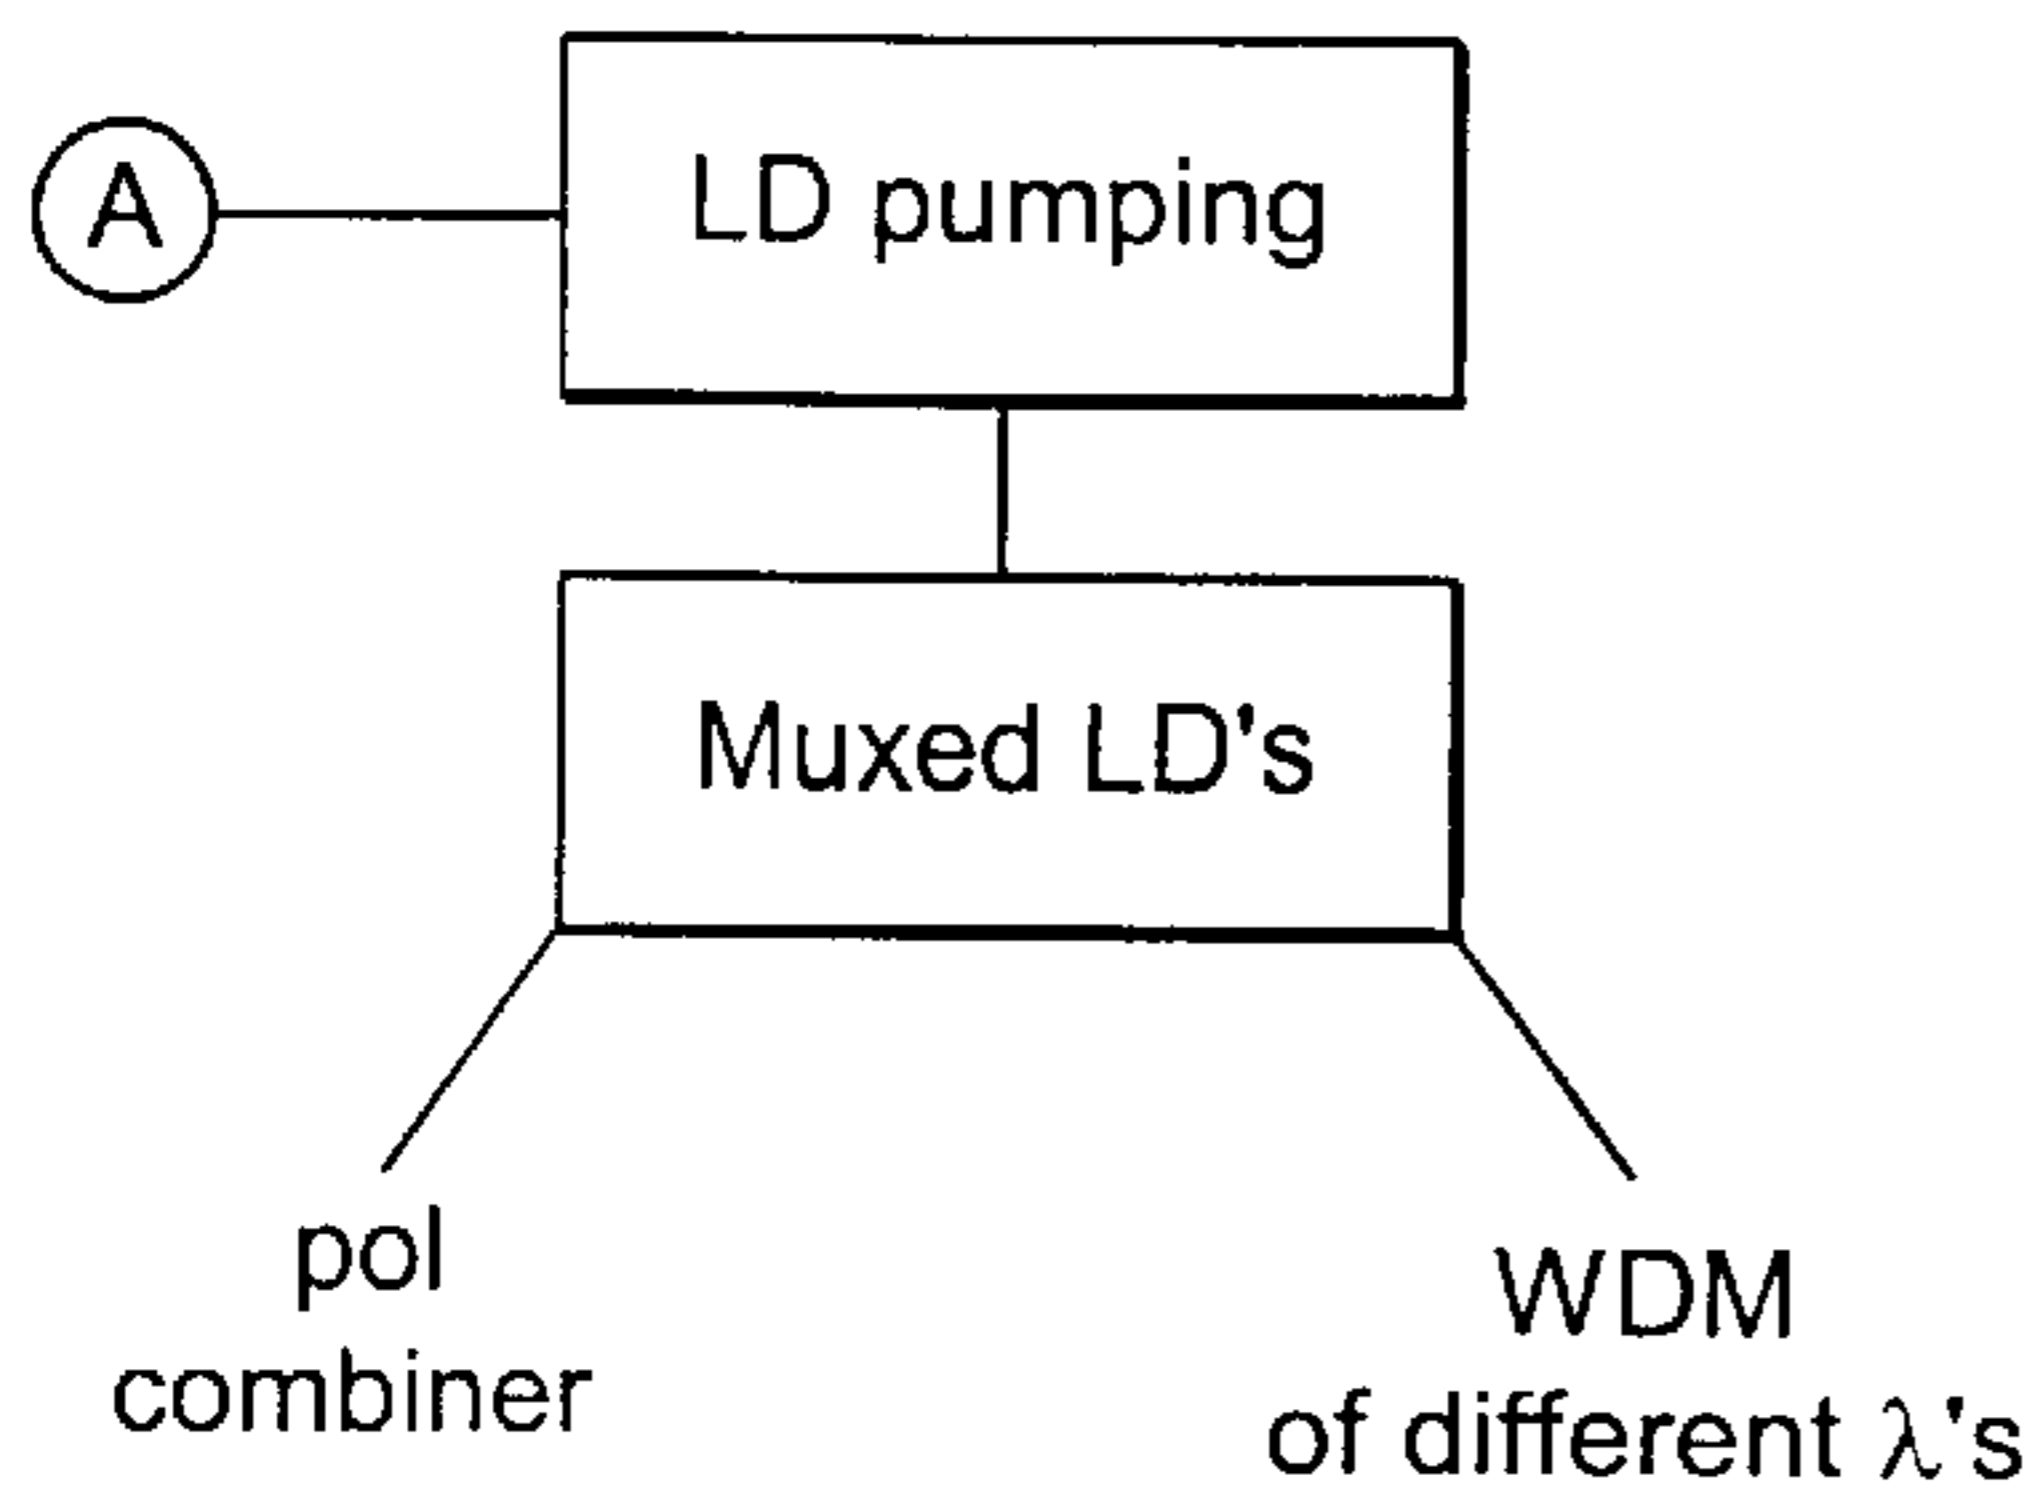 A
LD pumping
Muxed LD's
pol
combiner
WDM
of different λ's